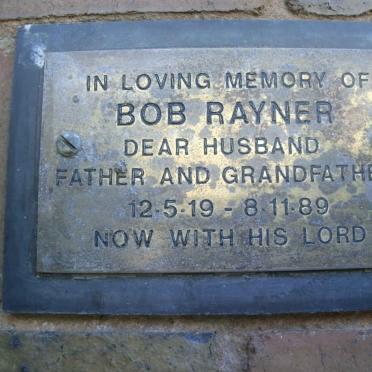 IN LOVING MEMORY OF
BOB RAYNER
DEAR HUSBAND
FATHER AND GRANDFATHE
12·5·19 - 8·11·89
NOW WITH HIS LORD